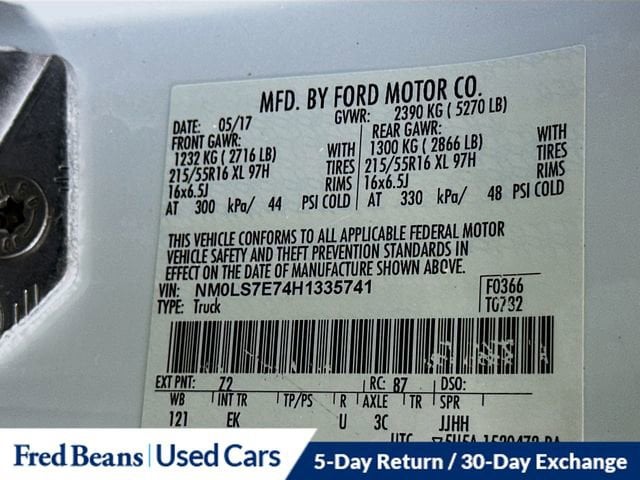 MFD. BY FORD MOTOR CO.
DATE: 05/17 GVWR: 2390 KG ( 5270 LB)
FRONT GAWR: REAR GAWR:
1232 KG ( 2716 LB) WITH 1300 KG ( 2866 LB) WITH
215/55R16 XL 97H TIRES 215/55R16 XL 97H TIRES
16x6.5J RIMS 16x6.5J RIMS
AT 300 kPa/ 44 PSI COLD AT 330 kPa/ 48 PSI COLD
THIS VEHICLE CONFORMS TO ALL APPLICABLE FEDERAL MOTOR
VEHICLE SAFETY AND THEFT PREVENTION STANDARDS IN
EFFECT ON THE DATE OF MANUFACTURE SHOWN ABOVE.
VIN: NM0LS7E74H1335741 F0366
TYPE: Truck T0232
EXT PNT: Z2 RC: 87 DSO:
WB INT TR TP/PS R AXLE TR SPR
121 EK U 3C JJHH
UTC
Fred Beans Used Cars 5-Day Return / 30-Day Exchange